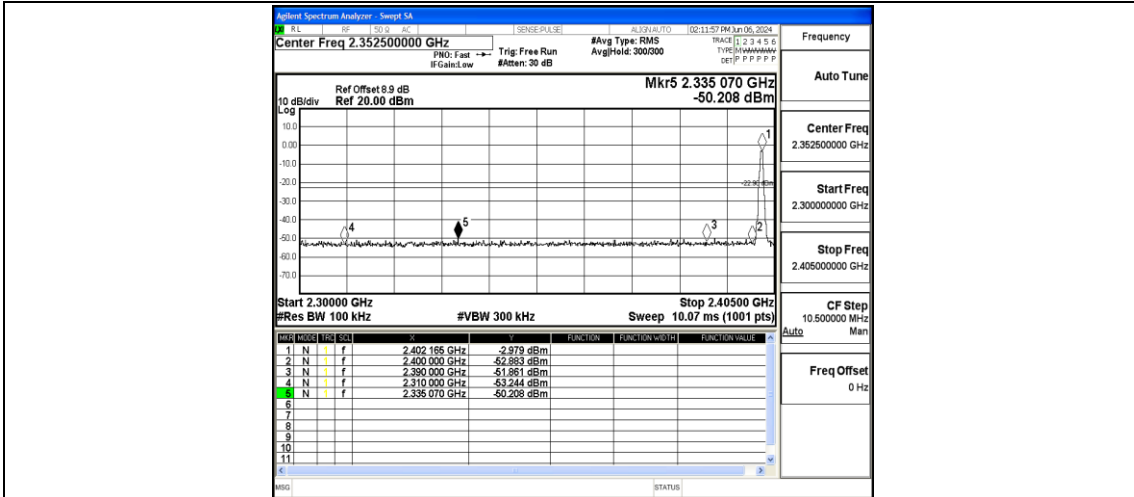 Agilent Spectrum Analyzer - Swept SA
RL RF 50 Ω AC SENSE:PULSE ALIGNAUTO 02:11:57 PM Jun 06, 2024
Center Freq 2.352500000 GHz
PNO: Fast
IFGain:Low
Trig: Free Run
#Atten: 30 dB
#Avg Type: RMS
Avg|Hold: 300/300
TRACE 1 2 3 4 5 6
TYPE
DET P P P P P P
Mkr5 2.335 070 GHz
-50.208 dBm
Ref Offset 8.9 dB
10 dB/div Ref 20.00 dBm
Log
10.0
0.00
-10.0
-20.0
-30.0
-40.0
-50.0
-60.0
-70.0
1
4
5
3
2
Start 2.30000 GHz Stop 2.40500 GHz
#Res BW 100 kHz #VBW 300 kHz Sweep 10.07 ms (1001 pts)
MKR MODE TRC SCL X Y FUNCTION FUNCTION WIDTH FUNCTION VALUE
1 N 1 f 2.402 165 GHz -2.979 dBm
2 N 1 f 2.400 000 GHz -52.883 dBm
3 N 1 f 2.390 000 GHz -51.861 dBm
4 N 1 f 2.310 000 GHz -53.244 dBm
5 N 1 f 2.335 070 GHz -50.208 dBm
6
7
8
9
10
11
MSG STATUS
Frequency
Auto Tune
Center Freq
2.352500000 GHz
Start Freq
2.300000000 GHz
Stop Freq
2.405000000 GHz
CF Step
10.500000 MHz
Auto Man
Freq Offset
0 Hz